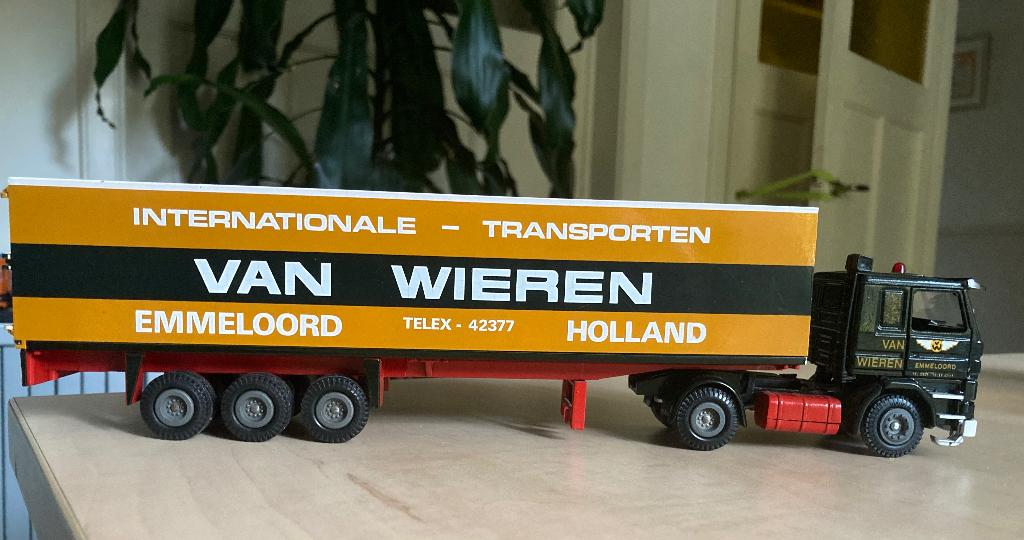 INTERNATIONALE - TRANSPORTEN
VAN WIEREN
EMMELOORD TELEX - 42377 HOLLAND
VAN
WIEREN EMMELOORD